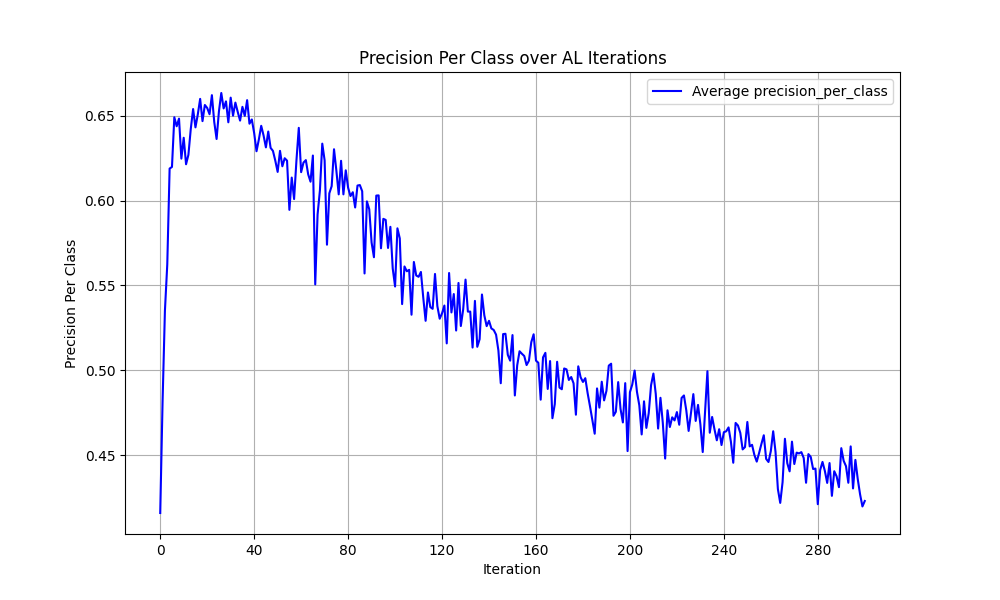 Precision Per Class over AL Iterations
Average precision_per_class
Precision Per Class
0.65
0.60
0.55
0.50
0.45
0 40 80 120 160 200 240 280
Iteration